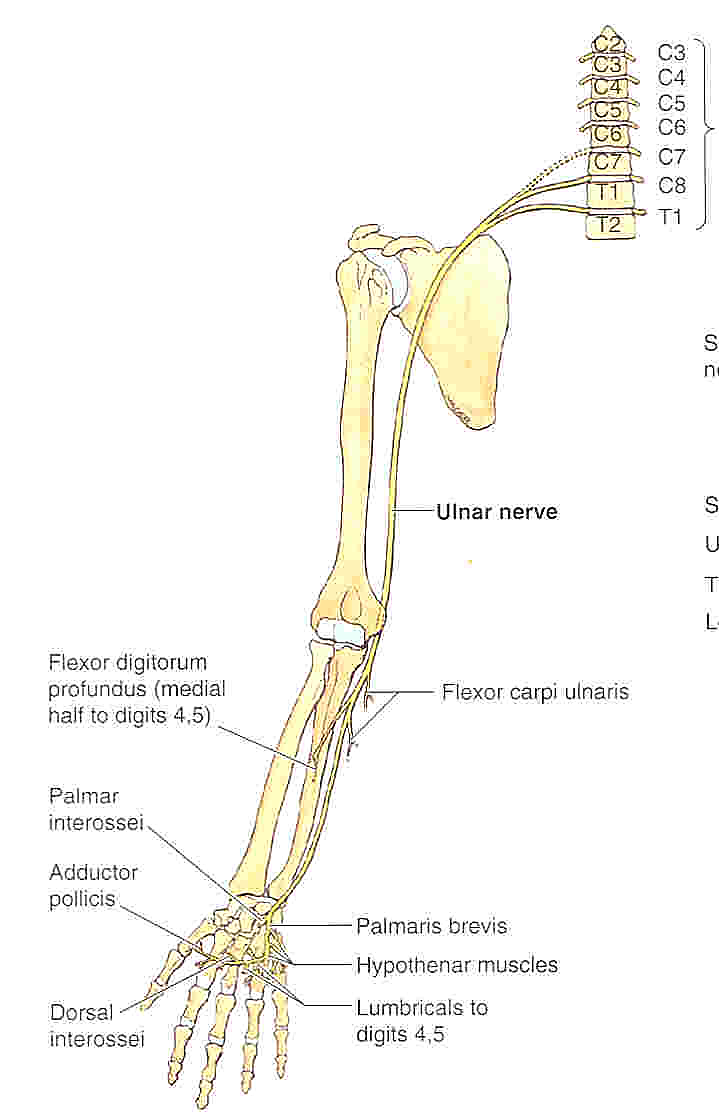 C2
C3
C4
C5
C6
C7
T1
T2
C3
C4
C5
C6
C7
C8
T1
S
n
S
U
T
L
Ulnar nerve
Flexor digitorum
profundus (medial
half to digits 4,5)
Flexor carpi ulnaris
Palmar
interossei
Adductor
pollicis
Palmaris brevis
Hypothenar muscles
Dorsal
interossei
Lumbricals to
digits 4,5